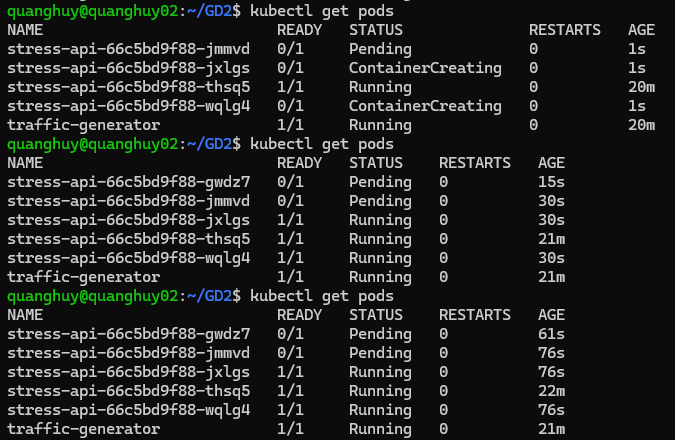 quanghuy@quanghuy02:~/GD2$ kubectl get pods
NAME READY STATUS RESTARTS AGE
stress-api-66c5bd9f88-jmmvd 0/1 Pending 0 1s
stress-api-66c5bd9f88-jxlgs 0/1 ContainerCreating 0 1s
stress-api-66c5bd9f88-thsq5 1/1 Running 0 20m
stress-api-66c5bd9f88-wqlg4 0/1 ContainerCreating 0 1s
traffic-generator 1/1 Running 0 20m
quanghuy@quanghuy02:~/GD2$ kubectl get pods
NAME READY STATUS RESTARTS AGE
stress-api-66c5bd9f88-gwdz7 0/1 Pending 0 15s
stress-api-66c5bd9f88-jmmvd 0/1 Pending 0 30s
stress-api-66c5bd9f88-jxlgs 1/1 Running 0 30s
stress-api-66c5bd9f88-thsq5 1/1 Running 0 21m
stress-api-66c5bd9f88-wqlg4 1/1 Running 0 30s
traffic-generator 1/1 Running 0 21m
quanghuy@quanghuy02:~/GD2$ kubectl get pods
NAME READY STATUS RESTARTS AGE
stress-api-66c5bd9f88-gwdz7 0/1 Pending 0 61s
stress-api-66c5bd9f88-jmmvd 0/1 Pending 0 76s
stress-api-66c5bd9f88-jxlgs 1/1 Running 0 76s
stress-api-66c5bd9f88-thsq5 1/1 Running 0 22m
stress-api-66c5bd9f88-wqlg4 1/1 Running 0 76s
traffic-generator 1/1 Running 0 21m